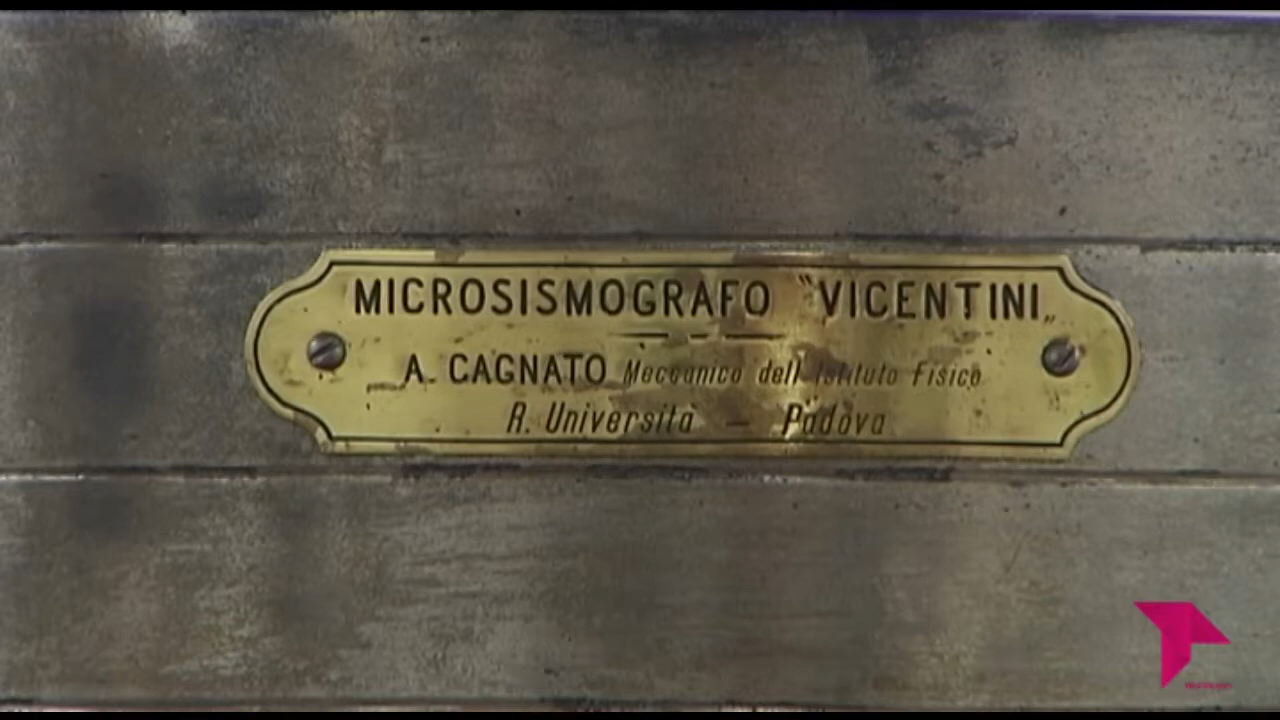 MICROSISMOGRAFO "VICENTINI„
A. CAGNATO Meccanico dell' Istituto Fisico
R. Università — Padova